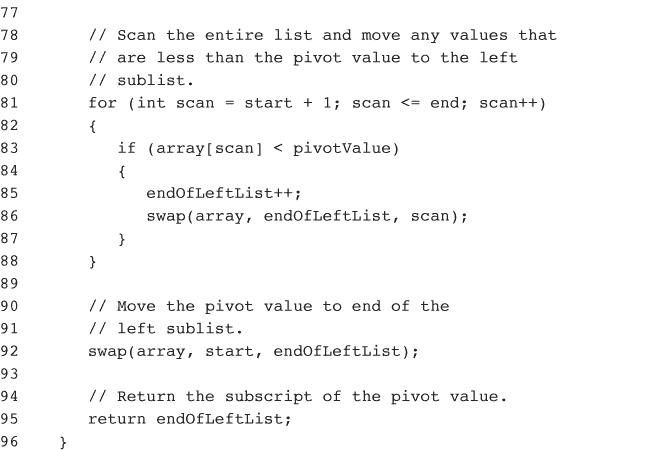 77
78 // Scan the entire list and move any values that
79 // are less than the pivot value to the left
80 // sublist.
81 for (int scan = start + 1; scan <= end; scan++)
82 {
83 if (array[scan] < pivotValue)
84 {
85 endOfLeftList++;
86 swap(array, endOfLeftList, scan);
87 }
88 }
89
90 // Move the pivot value to end of the
91 // left sublist.
92 swap(array, start, endOfLeftList);
93
94 // Return the subscript of the pivot value.
95 return endOfLeftList;
96 }